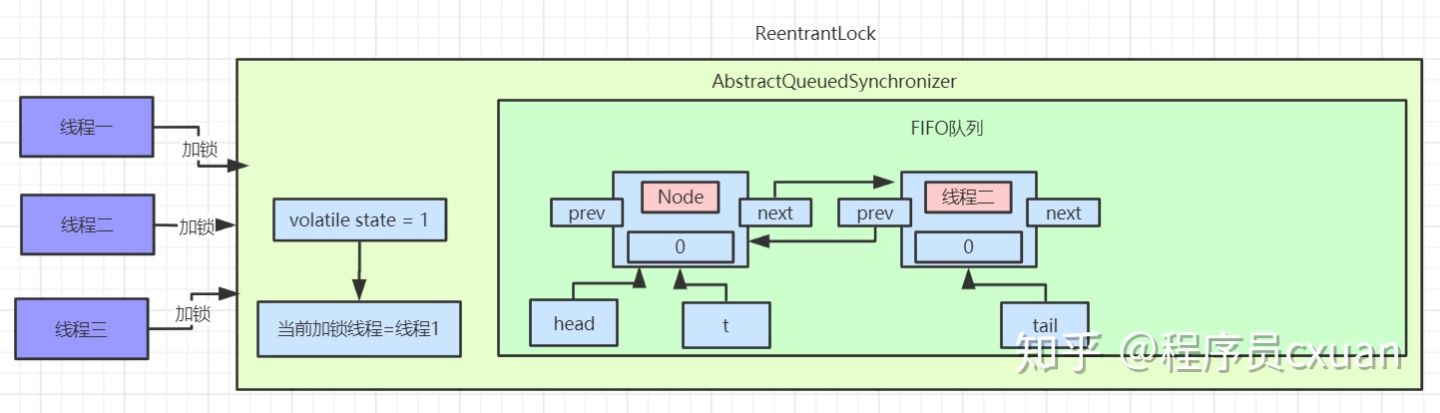 ReentrantLock
AbstractQueuedSynchronizer
FIFO队列
线程一
加锁
线程二
加锁
线程三
加锁
volatile state = 1
当前加锁线程=线程1
prev
Node
next
0
prev
线程二
next
0
head
t
tail
知乎 @程序员cxuan